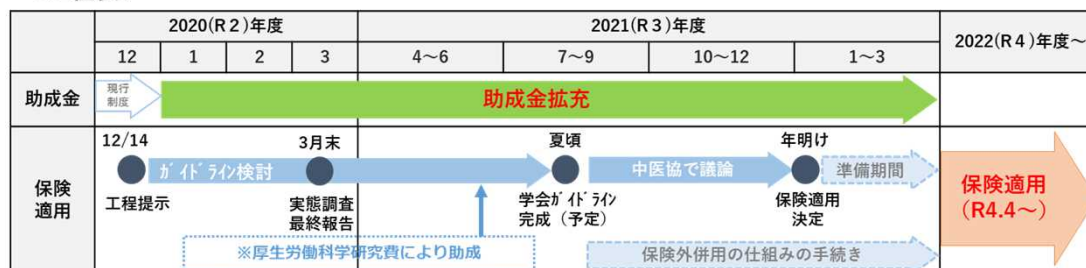 2020(R2)年度
2021(R3)年度
2022(R4)年度～
12
1
2
3
4～6
7～9
10～12
1～3
助成金
現行
制度
助成金拡充
保険
適用
12/14
ガイドライン検討
3月末
夏頃
中医協で議論
年明け
準備期間
工程提示
実態調査
最終報告
学会ガイドライン
完成（予定）
保険適用
決定
保険適用
（R4.4～）
※厚生労働科学研究費により助成
保険外併用の仕組みの手続き